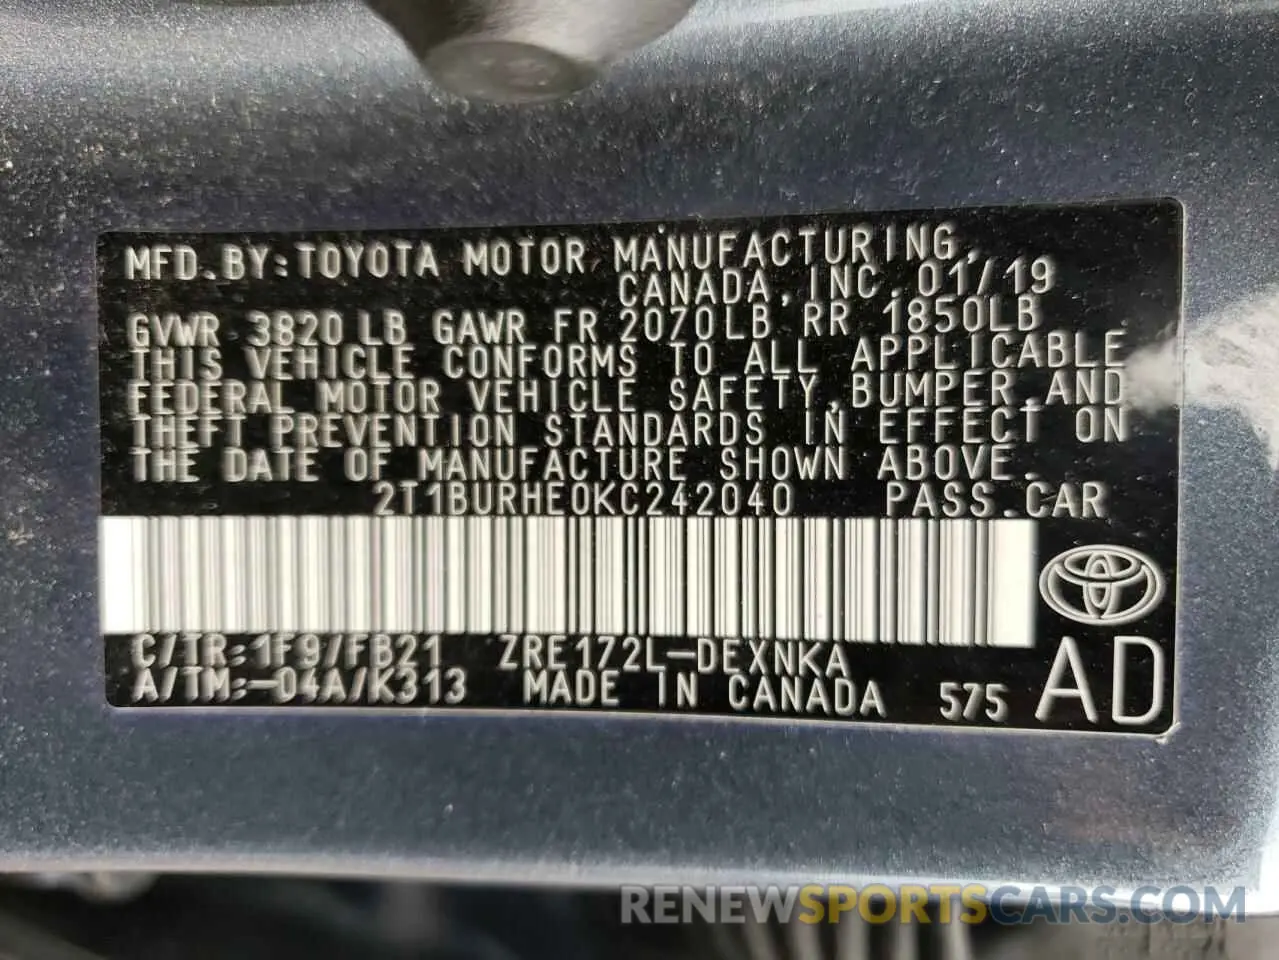 MFD.BY:TOYOTA MOTOR MANUFACTURING,
CANADA,INC.01/19
GVWR 3820LB GAWR FR 2070LB RR 1850LB
THIS VEHICLE CONFORMS TO ALL APPLICABLE
FEDERAL MOTOR VEHICLE SAFETY,BUMPER,AND
THEFT PREVENTION STANDARDS IN EFFECT ON
THE DATE OF MANUFACTURE SHOWN ABOVE.
2T1BURHE0KC242040 PASS.CAR
C/TR:1F9/FB21 ZRE172L-DEXNKA
A/TM:-04A/K313 MADE IN CANADA 575 AD
RENEWSPORTSCARS.COM